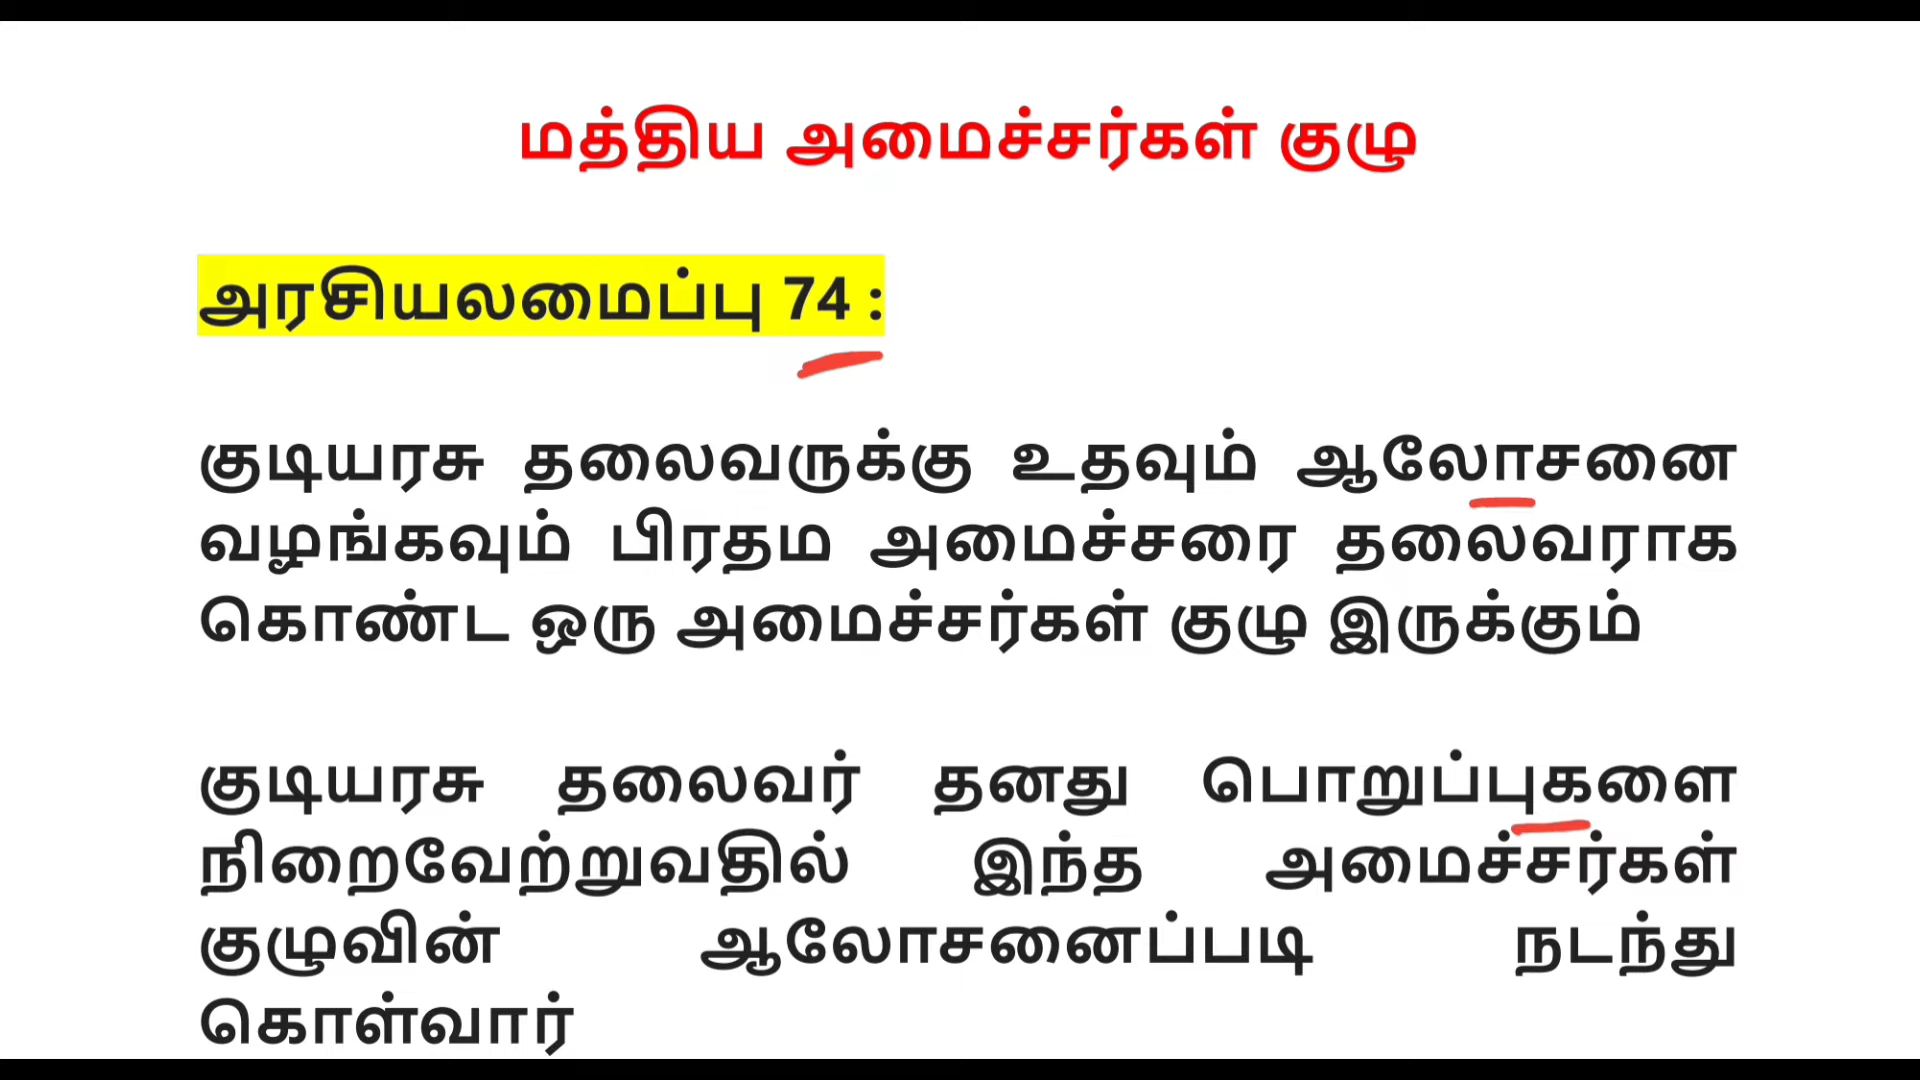 மத்திய அமைச்சர்கள் குழு
அரசியலமைப்பு 74 :
குடியரசு தலைவருக்கு உதவும் ஆலோசனை
வழங்கவும் பிரதம அமைச்சரை தலைவராக
கொண்ட ஒரு அமைச்சர்கள் குழு இருக்கும்
குடியரசு தலைவர் தனது பொறுப்புகளை
நிறைவேற்றுவதில் இந்த அமைச்சர்கள்
குழுவின் ஆலோசனைப்படி நடந்து
கொள்வார்